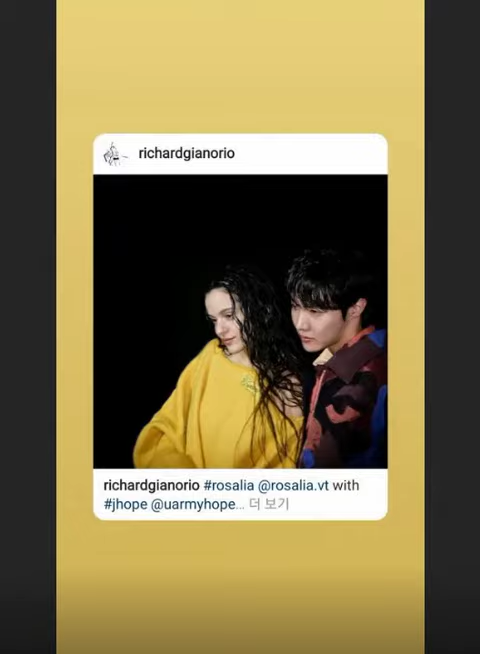 richardgianorio
richardgianorio #rosalia @rosalia.vt with
#jhope @uarmyhope... 더 보기